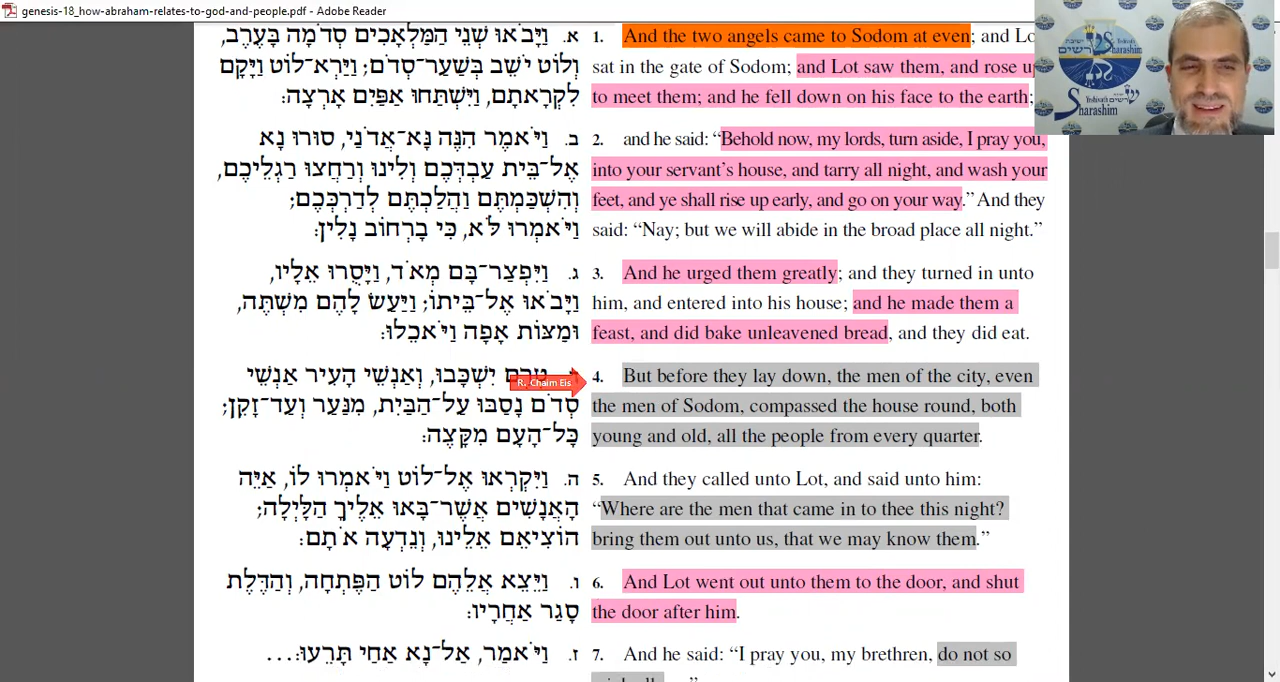 genesis-18_how-abraham-relates-to-god-and-people.pdf - Adobe Reader
Yeshivath
Sharashim
א. וַיָּבֹאוּ שְׁנֵי הַמַּלְאָכִים סְדֹמָה בָּעֶרֶב,
וְלוֹט יֹשֵׁב בְּשַׁעַר־סְדֹם; וַיַּרְא־לוֹט וַיָּקָם
לִקְרָאתָם, וַיִּשְׁתַּחוּ אַפַּיִם אָרְצָה:
1. And the two angels came to Sodom at even; and Lo
sat in the gate of Sodom; and Lot saw them, and rose up
to meet them; and he fell down on his face to the earth;
ב. וַיֹּאמֶר הִנֶּה נָּא־אֲדֹנַי, סוּרוּ נָא
אֶל־בֵּית עַבְדְּכֶם וְלִינוּ וְרַחֲצוּ רַגְלֵיכֶם,
וְהִשְׁכַּמְתֶּם וַהֲלַכְתֶּם לְדַרְכְּכֶם;
וַיֹּאמְרוּ לֹּא, כִּי בָרְחוֹב נָלִין:
2. and he said: “Behold now, my lords, turn aside, I pray you,
into your servant’s house, and tarry all night, and wash your
feet, and ye shall rise up early, and go on your way.” And they
said: “Nay; but we will abide in the broad place all night.”
ג. וַיִּפְצַר־בָּם מְאֹד, וַיָּסֻרוּ אֵלָיו,
וַיָּבֹאוּ אֶל־בֵּיתוֹ; וַיַּעַשׂ לָהֶם מִשְׁתֶּה,
וּמַצּוֹת אָפָה וַיֹּאכֵלוּ:
3. And he urged them greatly; and they turned in unto
him, and entered into his house; and he made them a
feast, and did bake unleavened bread, and they did eat.
טֶרֶם יִשְׁכָּבוּ, וְאַנְשֵׁי הָעִיר אַנְשֵׁי
סְדֹם נָסַבּוּ עַל־הַבַּיִת, מִנַּעַר וְעַד־זָקֵן;
כָּל־הָעָם מִקָּצֶה:
R. Chaim Eis
4. But before they lay down, the men of the city, even
the men of Sodom, compassed the house round, both
young and old, all the people from every quarter.
ה. וַיִּקְרְאוּ אֶל־לוֹט וַיֹּאמְרוּ לוֹ, אַיֵּה
הָאֲנָשִׁים אֲשֶׁר־בָּאוּ אֵלֶיךָ הַלָּיְלָה;
הוֹצִיאֵם אֵלֵינוּ, וְנֵדְעָה אֹתָם:
5. And they called unto Lot, and said unto him:
“Where are the men that came in to thee this night?
bring them out unto us, that we may know them.”
ו. וַיֵּצֵא אֲלֵהֶם לוֹט הַפֶּתְחָה, וְהַדֶּלֶת
סָגַר אַחֲרָיו:
6. And Lot went out unto them to the door, and shut
the door after him.
ז. וַיֹּאמַר, אַל־נָא אַחַי תָּרֵעוּ:...
7. And he said: “I pray you, my brethren, do not so